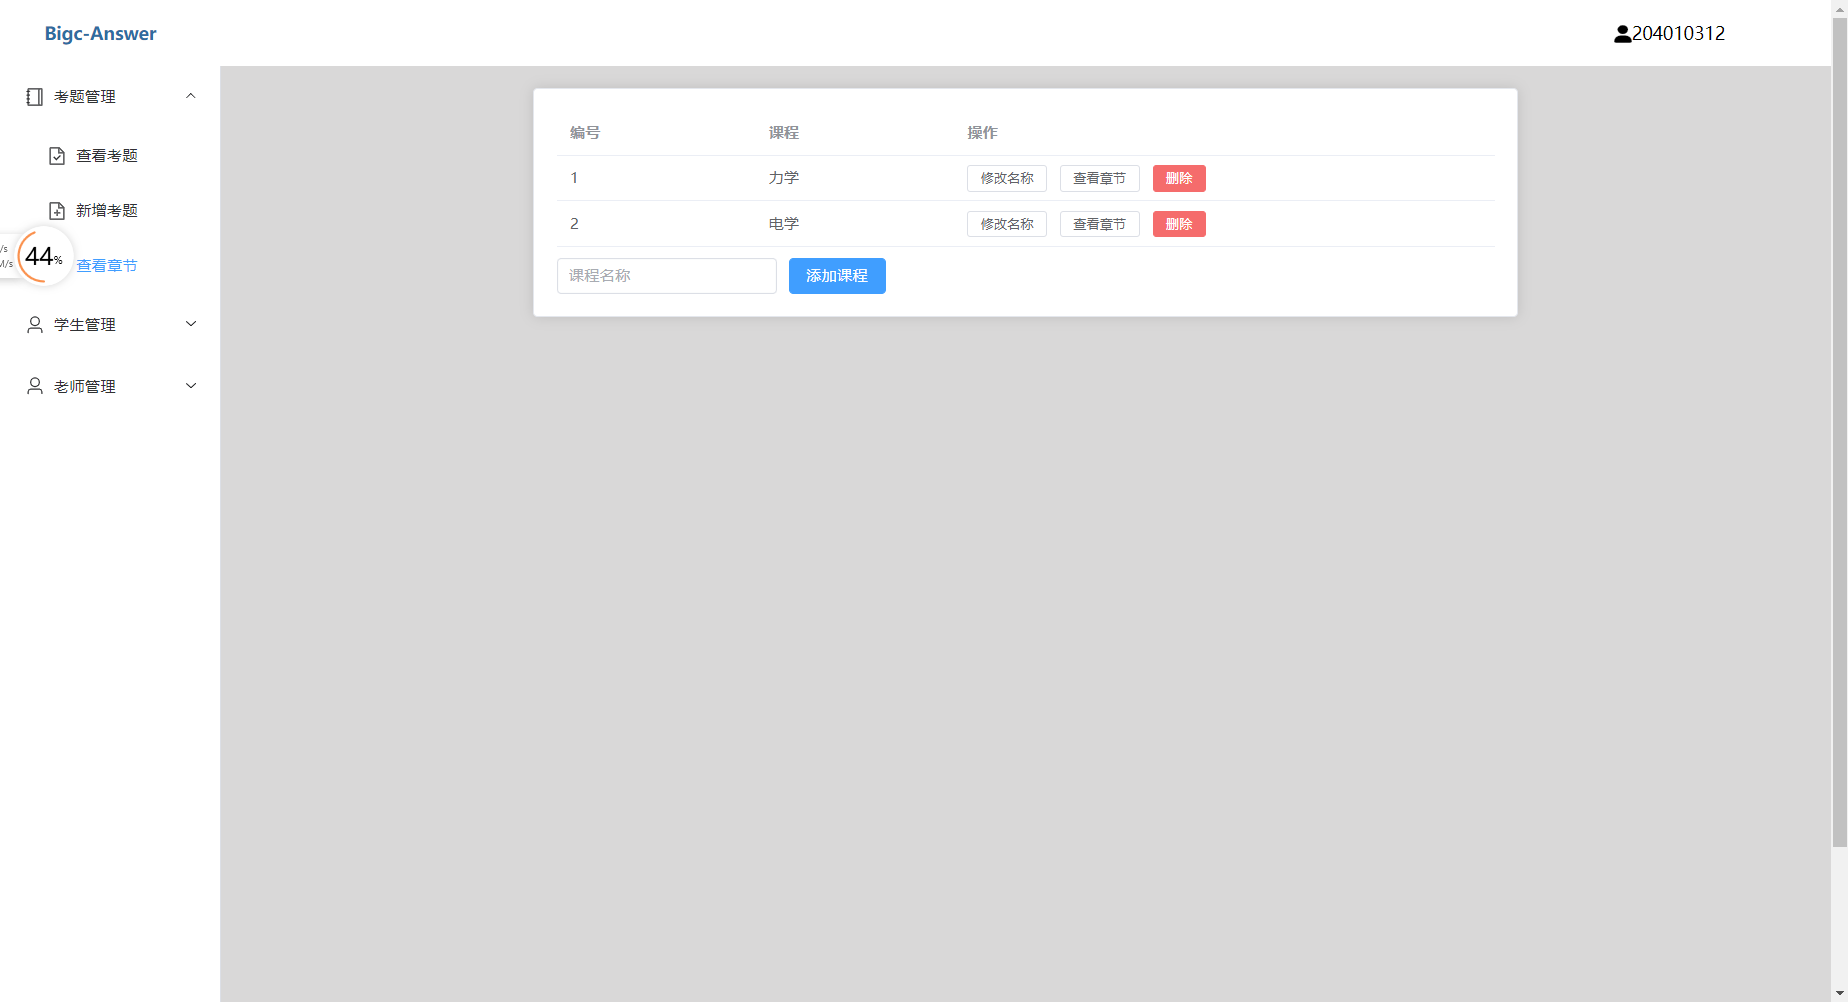 Bigc-Answer
204010312
考题管理
查看考题
新增考题
查看章节
学生管理
老师管理
/s
M/s
44%
编号 课程 操作
1 力学 修改名称 查看章节 删除
2 电学 修改名称 查看章节 删除
课程名称 添加课程